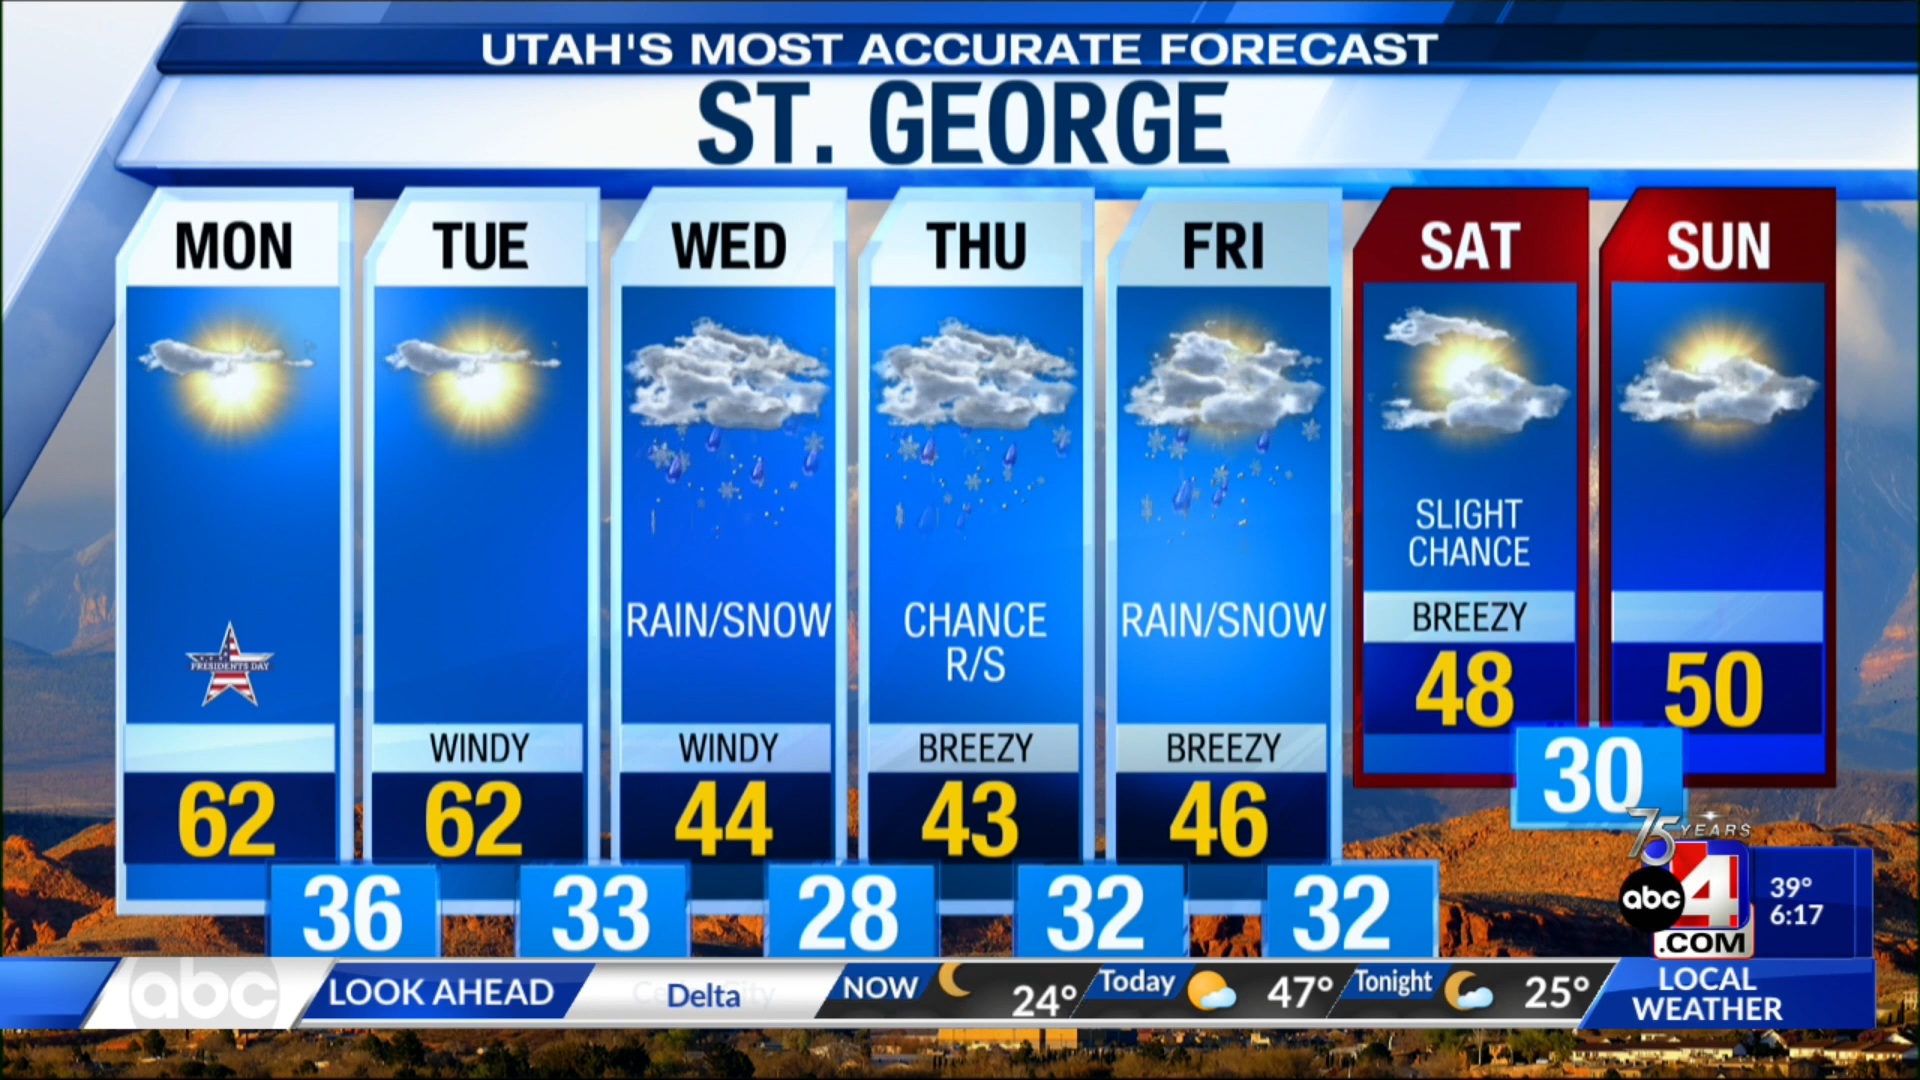 UTAH'S MOST ACCURATE FORECAST
ST. GEORGE
MON
TUE
WED
THU
FRI
SAT
SUN
SLIGHT
CHANCE
RAIN/SNOW
CHANCE
R/S
RAIN/SNOW
PRESIDENTS DAY
BREEZY
48
50
WINDY
WINDY
BREEZY
BREEZY
62
62
44
43
46
30
36
33
28
32
32
75 YEARS
abc 4
.COM
39°
6:17
abc
LOOK AHEAD
Delta
NOW
24°
Today
47°
Tonight
25°
LOCAL
WEATHER